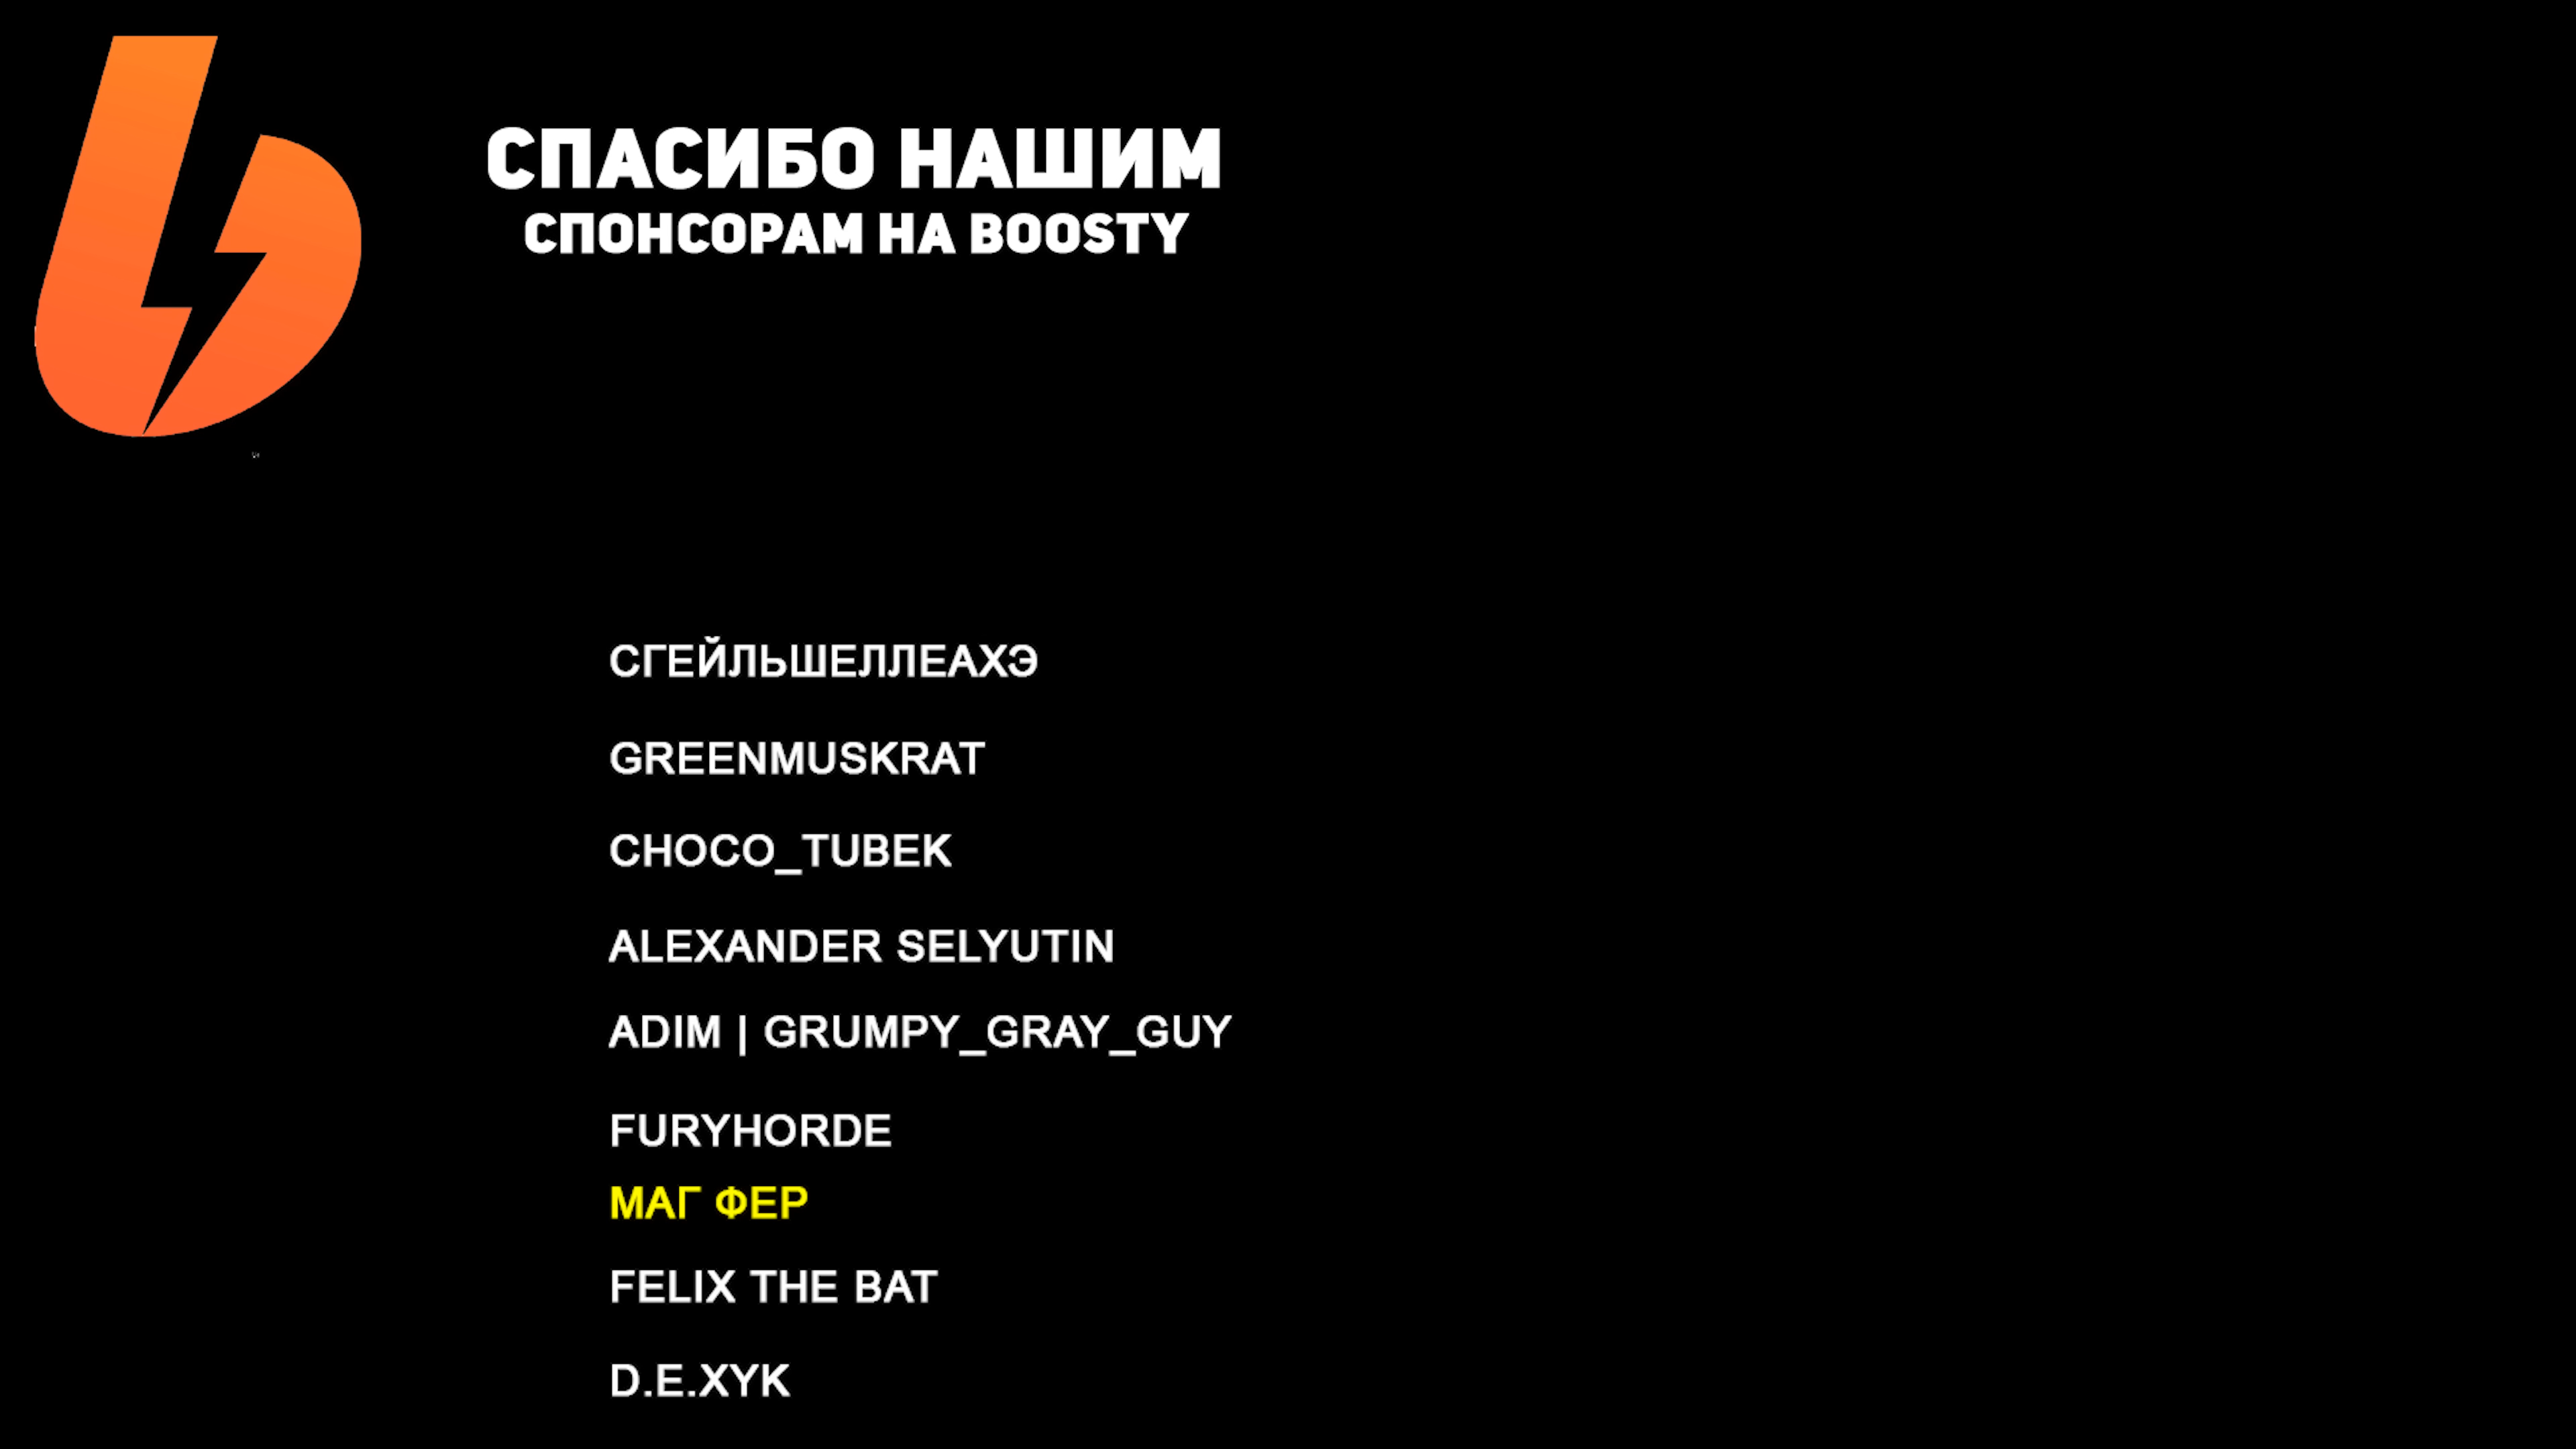 СПАСИБО НАШИМ
СПОНСОРАМ НА BOOSTY
СГЕЙЛЬШЕЛЛЕАХЭ
GREENMUSKRAT
CHOCO_TUBEK
ALEXANDER SELYUTIN
ADIM | GRUMPY_GRAY_GUY
FURYHORDE
МАГ ФЕР
FELIX THE BAT
D.E.XYK